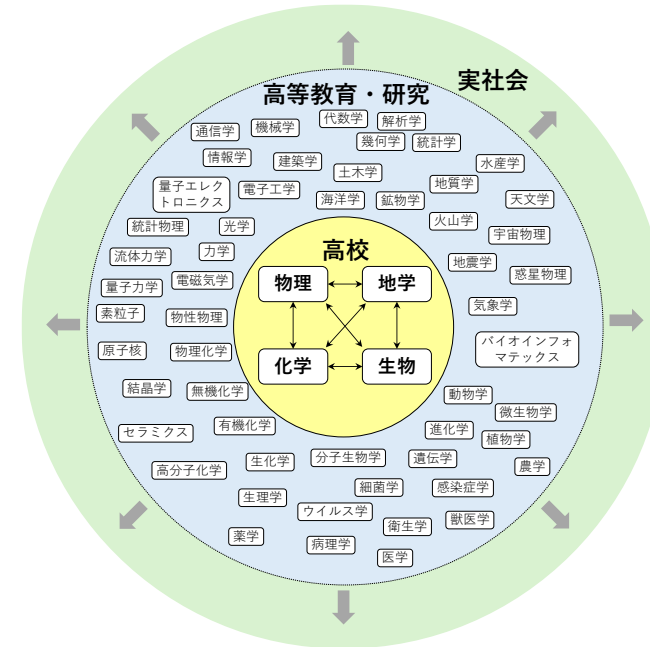 実社会
高等教育・研究
代数学
解析学
通信学
機械学
幾何学
統計学
情報学
建築学
土木学
水産学
地質学
量子エレク
トロニクス
電子工学
海洋学
鉱物学
天文学
統計物理
光学
火山学
宇宙物理
流体力学
力学
高校
地震学
惑星物理
量子力学
電磁気学
物理
地学
素粒子
物性物理
気象学
原子核
物理化学
バイオインフォ
マテックス
化学
生物
結晶学
無機化学
動物学
微生物学
セラミクス
有機化学
進化学
植物学
高分子化学
生化学
分子生物学
遺伝学
農学
生理学
細菌学
感染症学
ウイルス学
衛生学
獣医学
薬学
病理学
医学